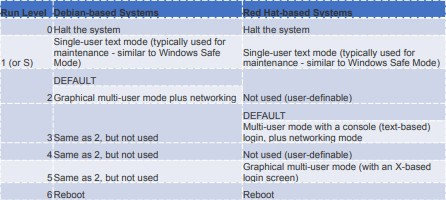 Run Level Debian-based Systems Red Hat-based Systems
0 Halt the system Halt the system
Single-user text mode (typically used for
maintenance - similar to Windows Safe Single-user text mode (typically used for
1 (or S) Mode) maintenance - similar to Windows Safe Mode)
DEFAULT
2 Graphical multi-user mode plus networking Not used (user-definable)
DEFAULT
Multi-user mode with a console (text-based)
3 Same as 2, but not used login, plus networking mode
4 Same as 2, but not used Not used (user-definable)
Graphical multi-user mode (with an X-based
5 Same as 2, but not used login screen)
6 Reboot Reboot